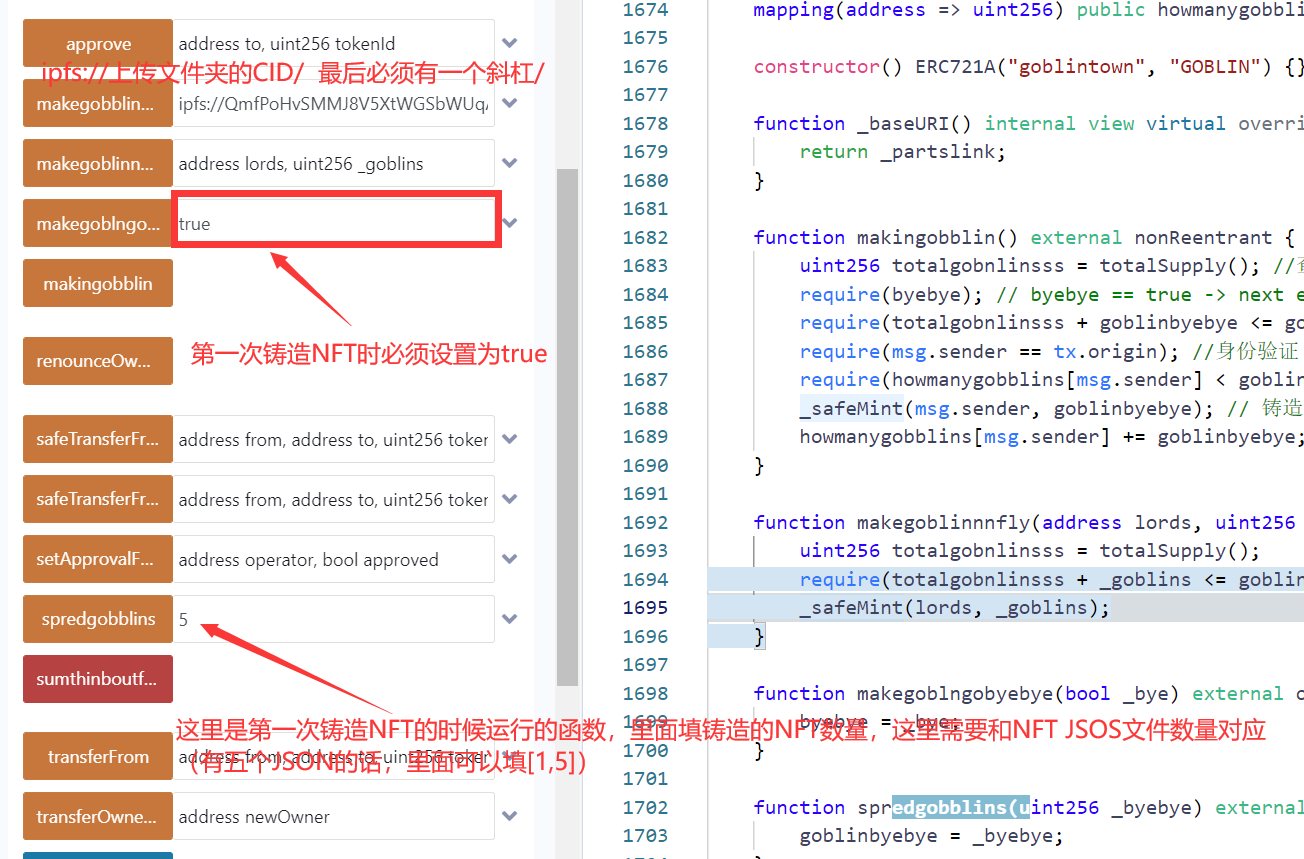 approve address to, uint256 tokenId
ipfs://上传文件夹的CID/ 最后必须有一个斜杠/
makegobblin... ipfs://QmfPoHvSMMJ8V5XtWGSbWUq
makegoblinn... address lords, uint256 _goblins
makegoblngo... true
makingobblin
第一次铸造NFT时必须设置为true
renounceOw...
safeTransferFr... address from, address to, uint256 token
safeTransferFr... address from, address to, uint256 token
setApprovalF... address operator, bool approved
spredgobblins 5
sumthinboutf...
这里是第一次铸造NFT的时候运行的函数，里面填铸造的NFT数量，这里需要和NFT JSOS文件数量对应
（有五个JSON的话，里面可以填[1,5]）
transferFrom address from, address to, uint256 token
transferOwne... address newOwner
1674 mapping(address => uint256) public howmanygobbli
1675
1676 constructor() ERC721A("goblintown", "GOBLIN") {}
1677
1678 function _baseURI() internal view virtual overri
1679 return _partslink;
1680 }
1681
1682 function makingobblin() external nonReentrant {
1683 uint256 totalgobnlinsss = totalSupply(); //
1684 require(byebye); // byebye == true -> next e
1685 require(totalgobnlinsss + goblinbyebye <= go
1686 require(msg.sender == tx.origin); //身份验证
1687 require(howmanygobblins[msg.sender] < goblin
1688 _safeMint(msg.sender, goblinbyebye); // 铸造
1689 howmanygobblins[msg.sender] += goblinbyebye;
1690 }
1691
1692 function makegoblinnnfly(address lords, uint256
1693 uint256 totalgobnlinsss = totalSupply();
1694 require(totalgobnlinsss + _goblins <= goblin
1695 _safeMint(lords, _goblins);
1696 }
1697
1698 function makegoblngobyebye(bool _bye) external o
1699 byebye = _bye;
1700 }
1701
1702 function spredgobblins(uint256 _byebye) external
1703 goblinbyebye = _byebye;